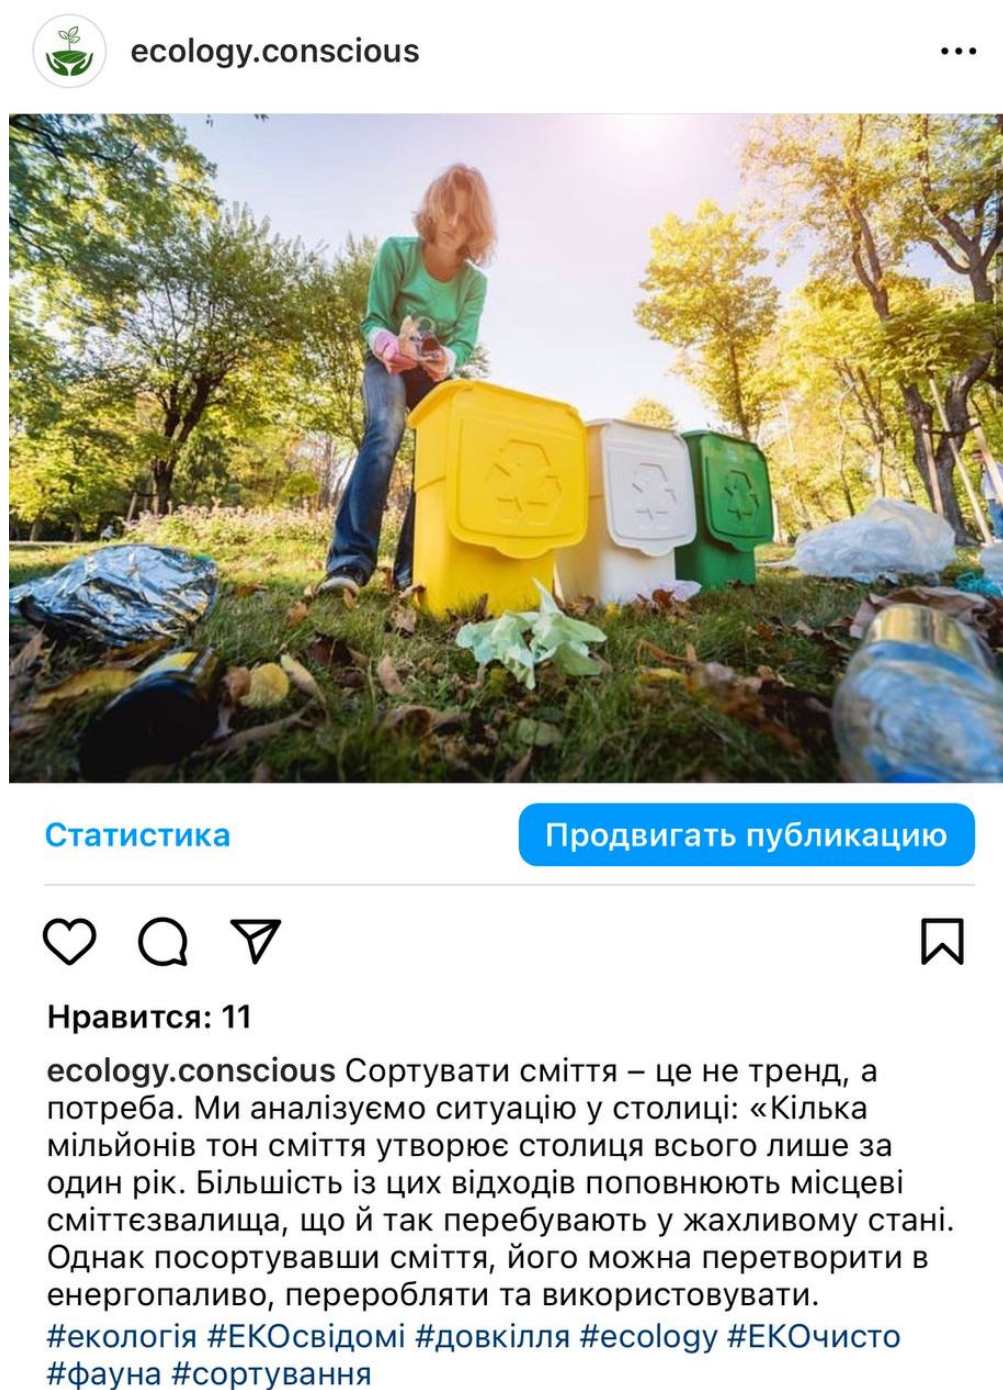 ecology.conscious
Статистика
Продвигать публикацию
Нравится: 11
ecology.conscious Сортувати сміття – це не тренд, а
потреба. Ми аналізуємо ситуацію у столиці: «Кілька
мільйонів тон сміття утворює столиця всього лише за
один рік. Більшість із цих відходів поповнюють місцеві
сміттєзвалища, що й так перебувають у жахливому стані.
Однак посортувавши сміття, його можна перетворити в
енергопаливо, переробляти та використовувати.
#екологія #ЕКОсвідомі #довкілля #ecology #ЕКОчисто
#фауна #сортування